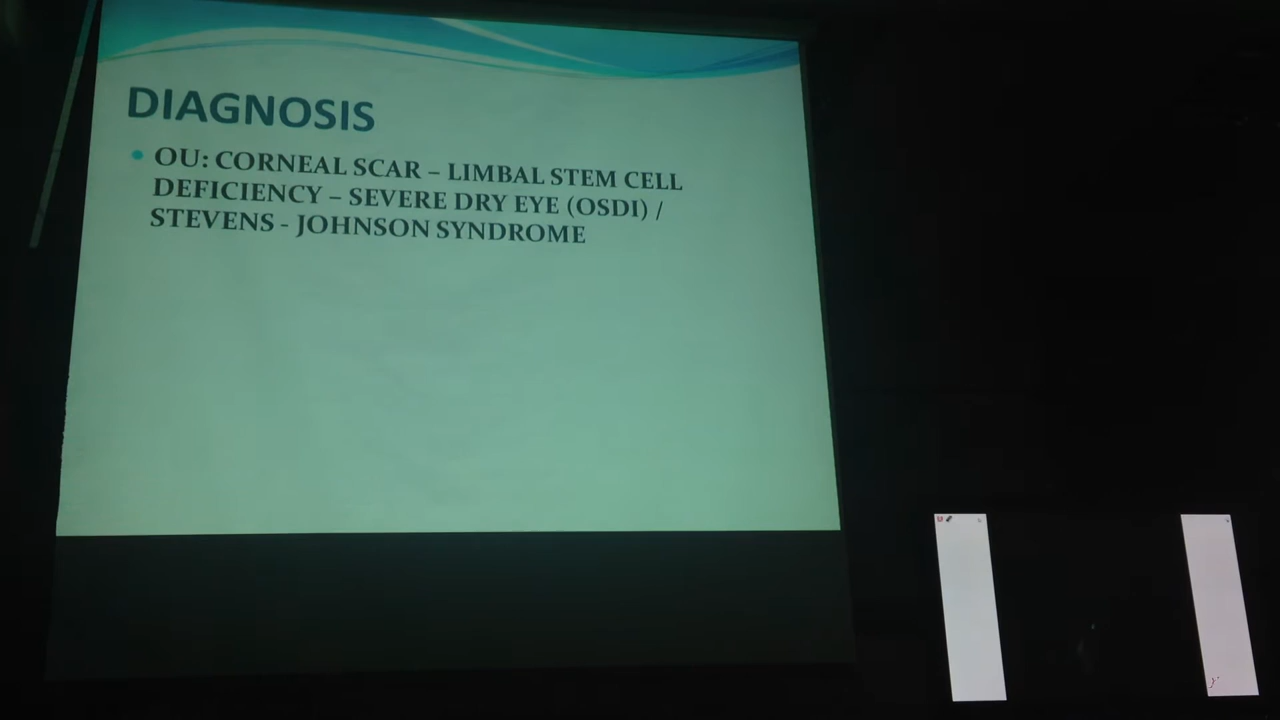 DIAGNOSIS
OU: CORNEAL SCAR – LIMBAL STEM CELL
DEFICIENCY – SEVERE DRY EYE (OSDI) /
STEVENS - JOHNSON SYNDROME